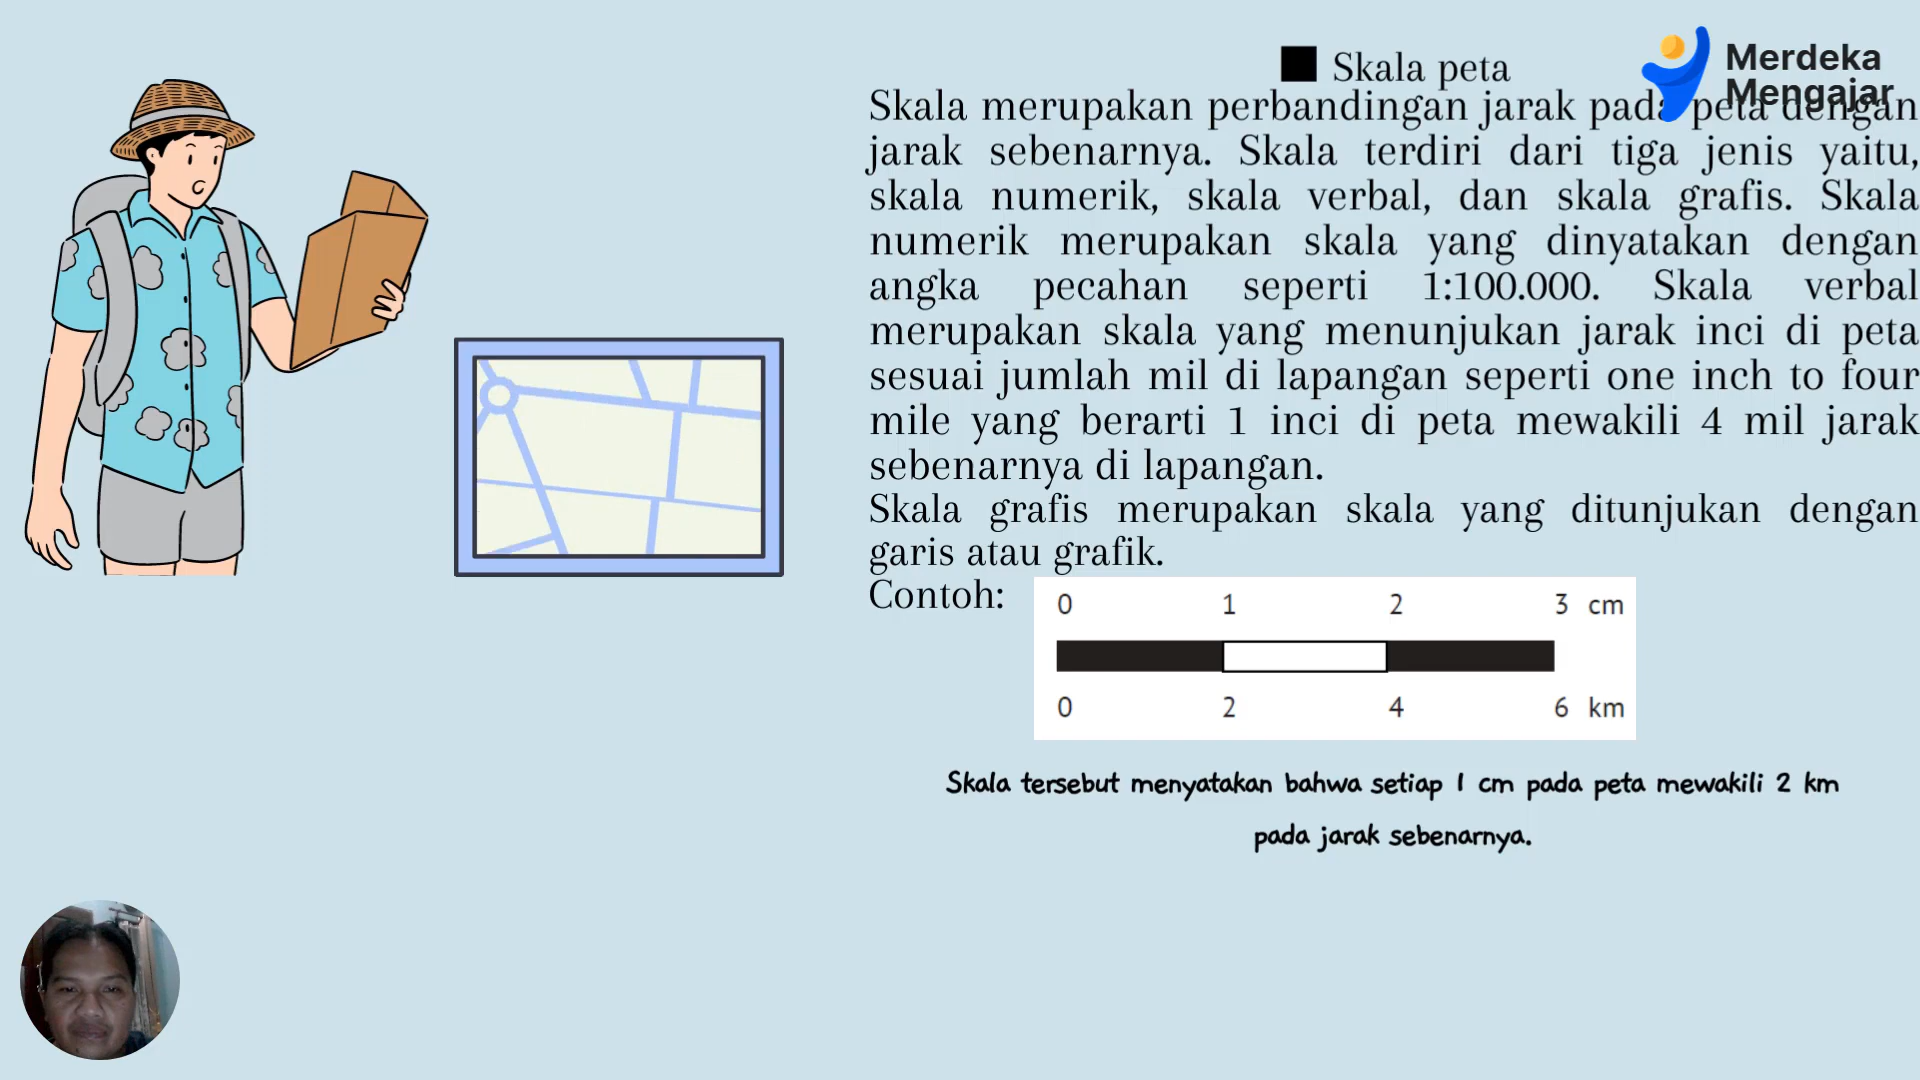 Skala peta
Merdeka
Mengajar
Skala merupakan perbandingan jarak pada peta dengan
jarak sebenarnya. Skala terdiri dari tiga jenis yaitu,
skala numerik, skala verbal, dan skala grafis. Skala
numerik merupakan skala yang dinyatakan dengan
angka pecahan seperti 1:100.000. Skala verbal
merupakan skala yang menunjukan jarak inci di peta
sesuai jumlah mil di lapangan seperti one inch to four
mile yang berarti 1 inci di peta mewakili 4 mil jarak
sebenarnya di lapangan.
Skala grafis merupakan skala yang ditunjukan dengan
garis atau grafik.
Contoh:
0 1 2 3 cm
0 2 4 6 km
Skala tersebut menyatakan bahwa setiap 1 cm pada peta mewakili 2 km
pada jarak sebenarnya.